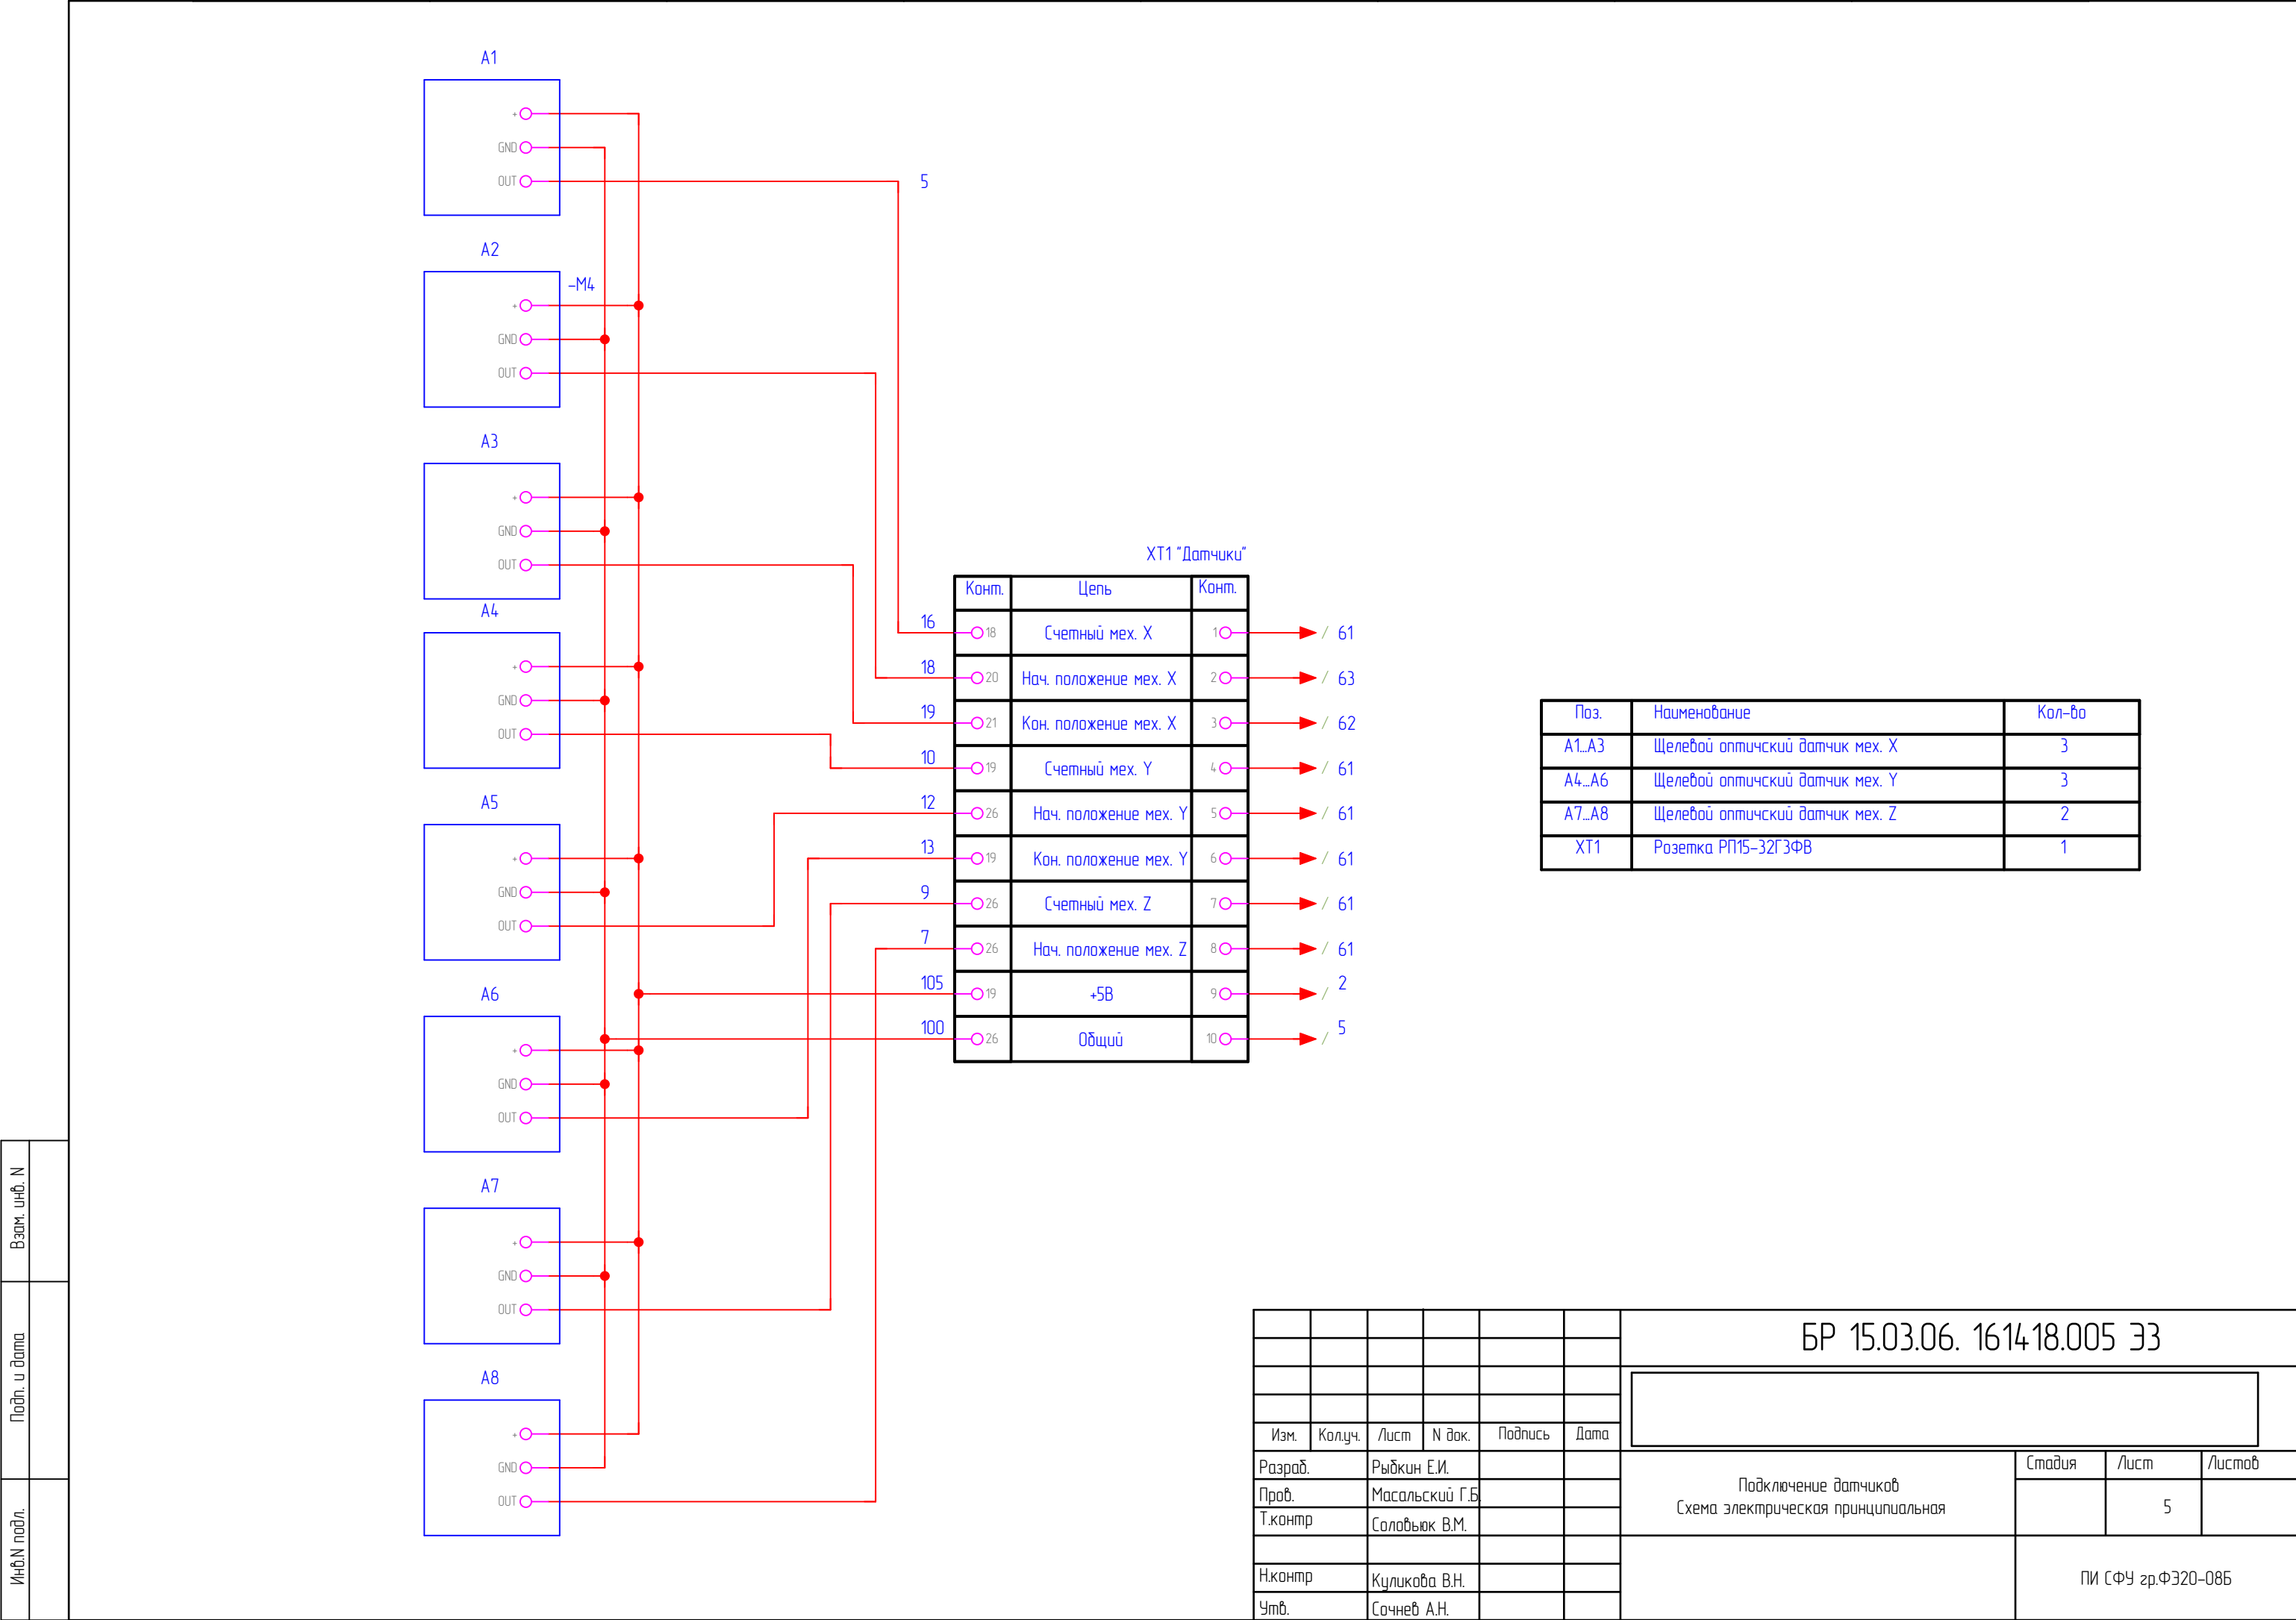 A1
+
GND
OUT
5
A2
-M4
+
GND
OUT
A3
+
GND
OUT
A4
+
GND
OUT
A5
+
GND
OUT
A6
+
GND
OUT
A7
+
GND
OUT
A8
+
GND
OUT
XT1 "Датчики"
Конт. Цепь Конт.
16 18 Счетный мех. X 1 / 61
18 20 Нач. положение мех. X 2 / 63
19 21 Кон. положение мех. X 3 / 62
10 19 Счетный мех. Y 4 / 61
12 26 Нач. положение мех. Y 5 / 61
13 19 Кон. положение мех. Y 6 / 61
9 26 Счетный мех. Z 7 / 61
7 26 Нач. положение мех. Z 8 / 61
105 19 +5В 9 / 2
100 26 Общий 10 / 5
Поз. Наименование Кол-во
A1...A3 Щелевой оптичский датчик мех. X 3
A4...A6 Щелевой оптичский датчик мех. Y 3
A7...A8 Щелевой оптичский датчик мех. Z 2
XT1 Розетка РП15-32Г3ФВ 1
Взам. инв. N
Подп. и дата
Инв.N подл.
БР 15.03.06. 161418.005 Э3
Изм. Кол.уч. Лист N док. Подпись Дата
Разраб. Рыбкин Е.И.
Пров. Масальский Г.Б.
Т.контр Соловьюк В.М.
Н.контр Куликова В.Н.
Утв. Сочнев А.Н.
Подключение датчиков
Схема электрическая принципиальная
Стадия Лист Листов
5
ПИ СФУ гр.ФЭ20-08Б